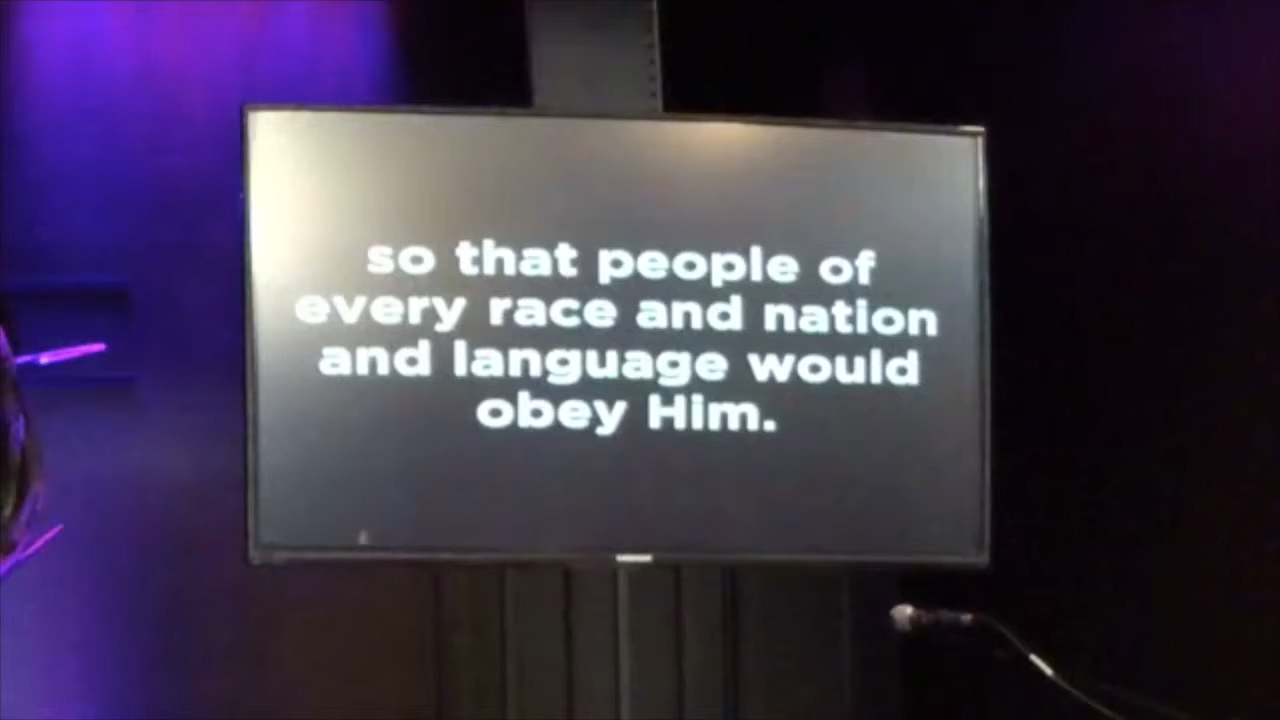 so that people of
every race and nation
and language would
obey Him.